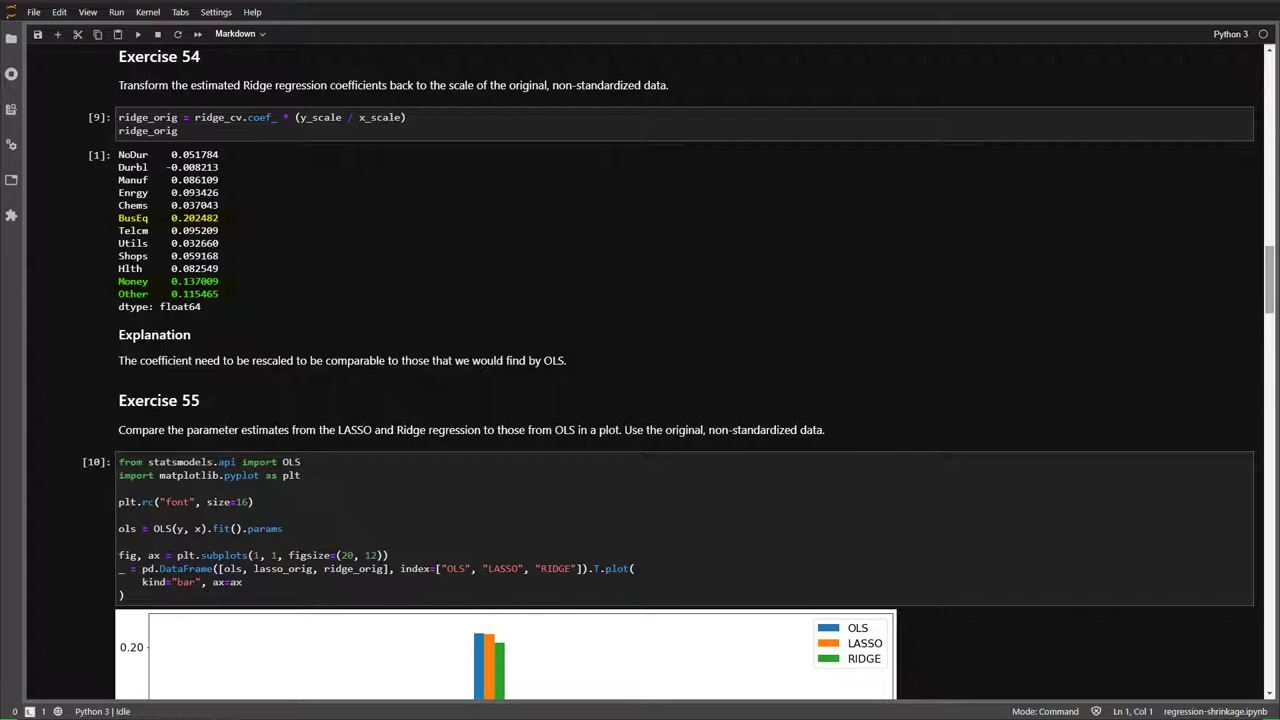 File Edit View Run Kernel Tabs Settings Help
Markdown Python 3
Exercise 54
Transform the estimated Ridge regression coefficients back to the scale of the original, non-standardized data.
[9]: ridge_orig = ridge_cv.coef_ * (y_scale / x_scale)
ridge_orig
[1]: NoDur 0.051784
Durbl -0.008213
Manuf 0.086109
Enrgy 0.093426
Chems 0.037043
BusEq 0.202482
Telcm 0.095209
Utils 0.032660
Shops 0.059168
Hlth 0.082549
Money 0.137009
Other 0.115465
dtype: float64
Explanation
The coefficient need to be rescaled to be comparable to those that we would find by OLS.
Exercise 55
Compare the parameter estimates from the LASSO and Ridge regression to those from OLS in a plot. Use the original, non-standardized data.
[10]: from statsmodels.api import OLS
import matplotlib.pyplot as plt
plt.rc("font", size=16)
ols = OLS(y, x).fit().params
fig, ax = plt.subplots(1, 1, figsize=(20, 12))
_ = pd.DataFrame([ols, lasso_orig, ridge_orig], index=["OLS", "LASSO", "RIDGE"]).T.plot(
kind="bar", ax=ax
)
OLS
0.20 LASSO
RIDGE
0 1 Python 3 | Idle Mode: Command Ln 1, Col 1 regression-shrinkage.ipynb